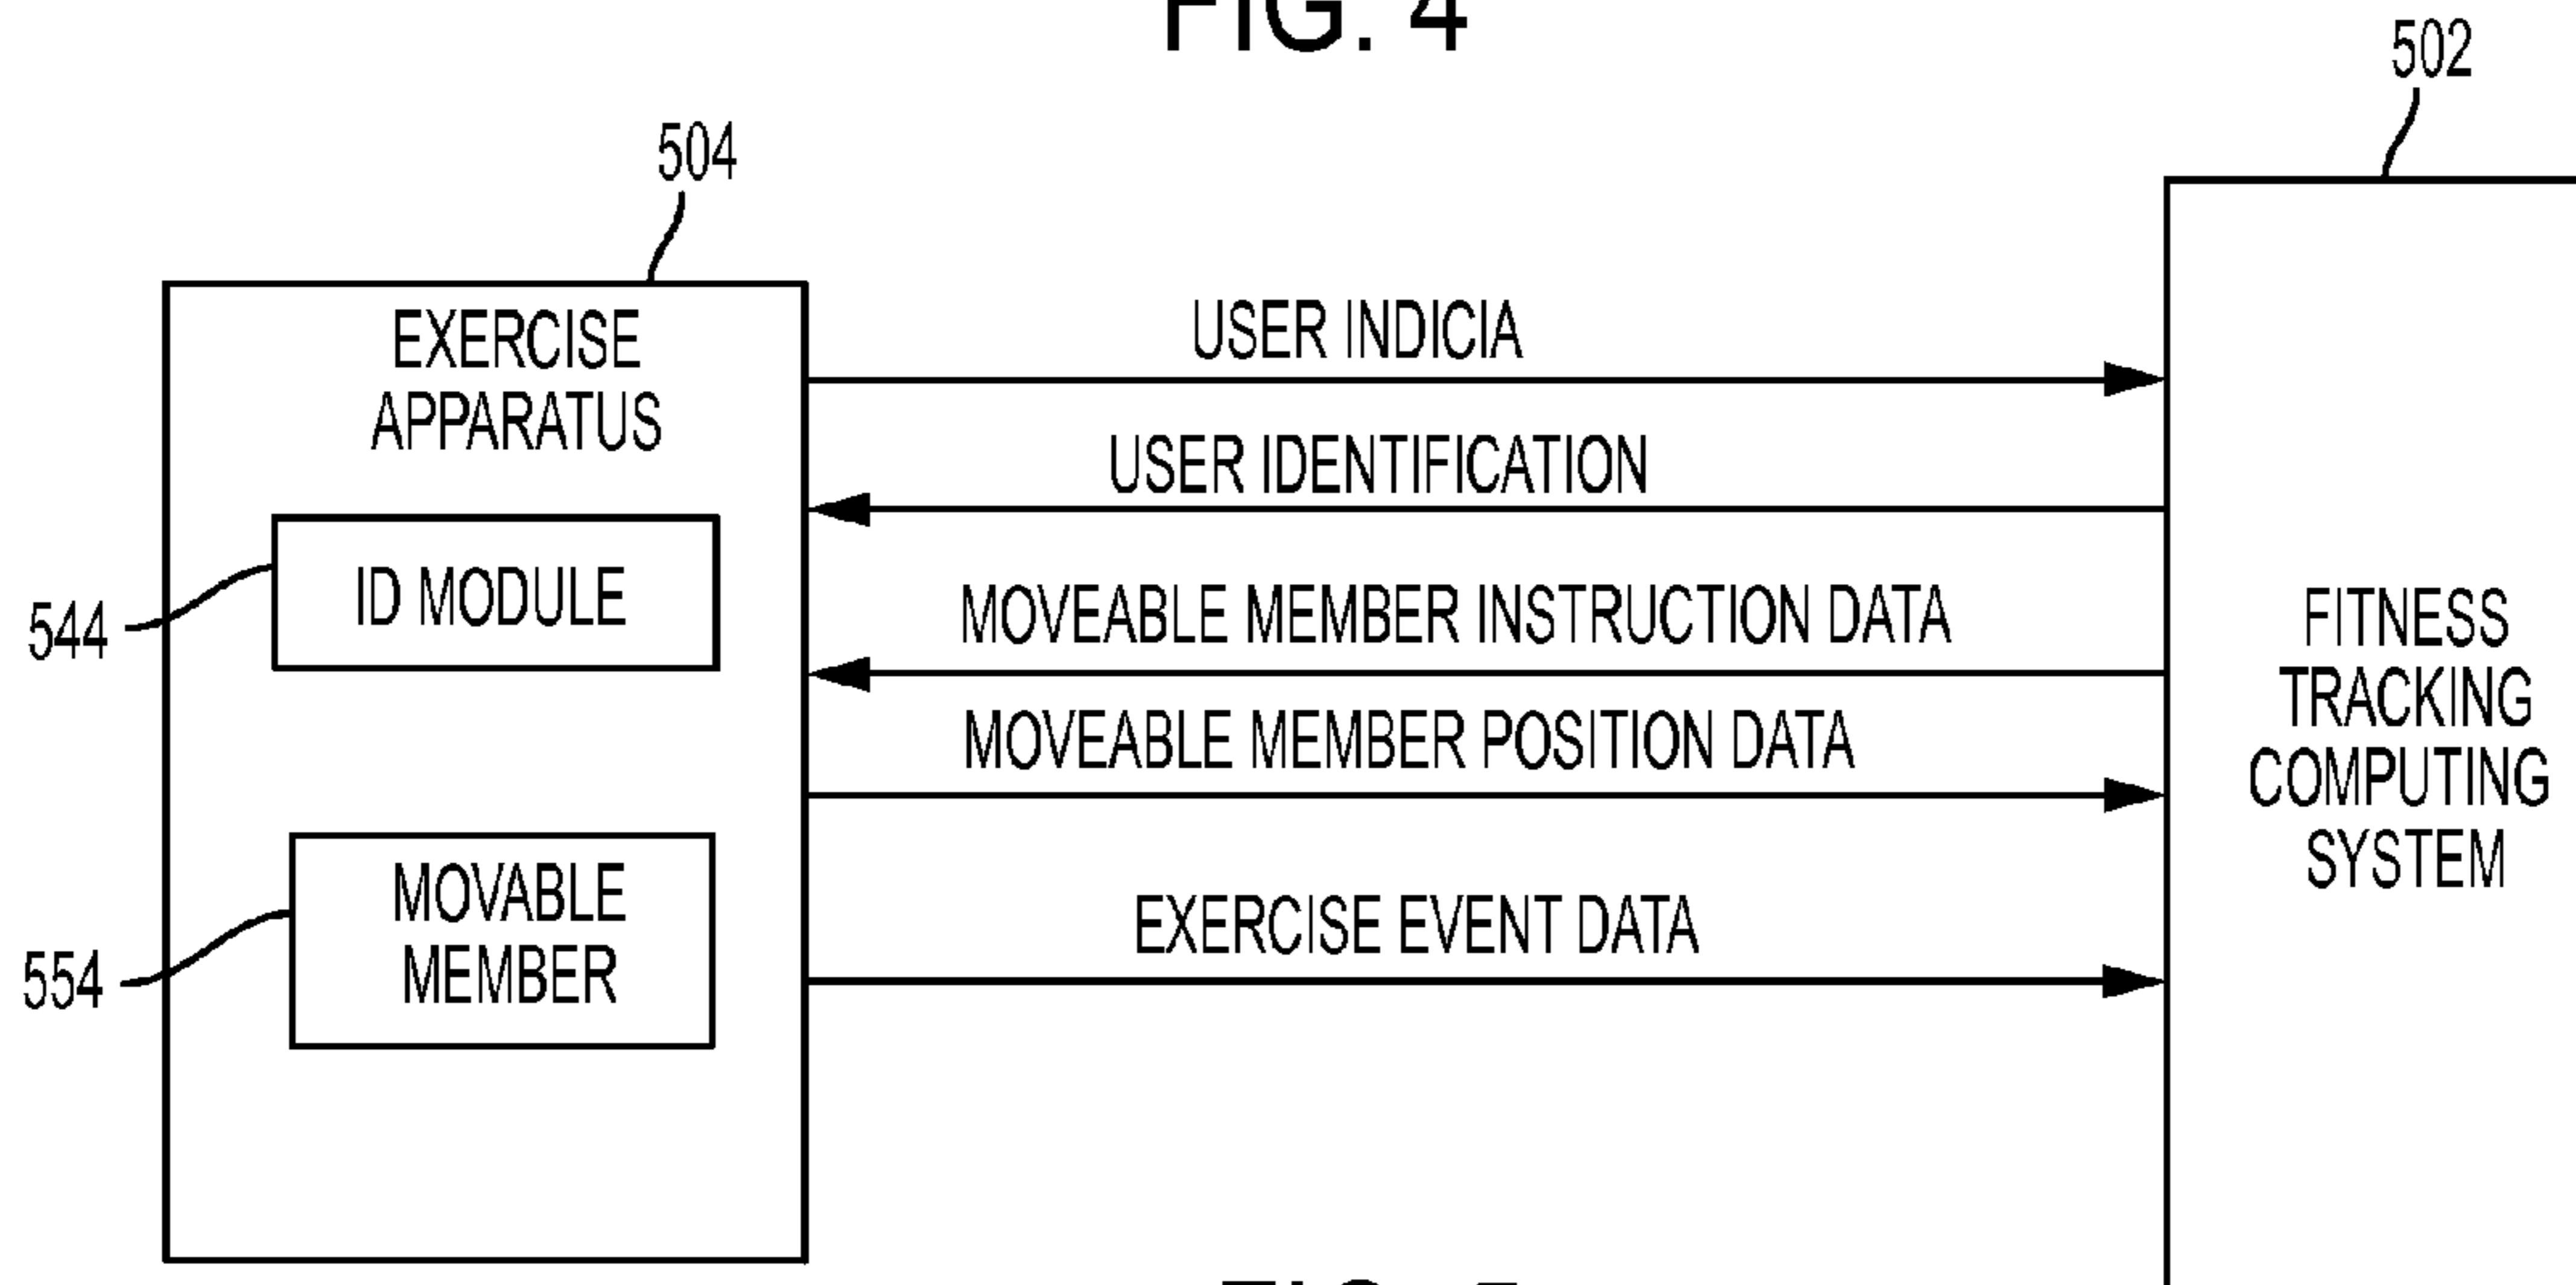 FIG. 4
502
504
EXERCISE
APPARATUS
USER INDICIA
USER IDENTIFICATION
ID MODULE
544
MOVEABLE MEMBER INSTRUCTION DATA
MOVEABLE MEMBER POSITION DATA
FITNESS
TRACKING
COMPUTING
SYSTEM
MOVABLE
MEMBER
554
EXERCISE EVENT DATA